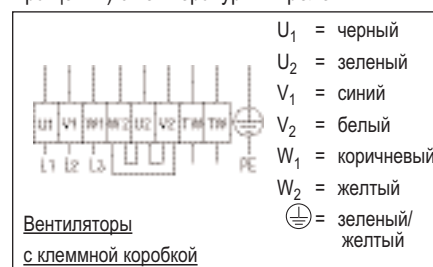 U1 = черный
U2 = зеленый
V1 = синий
V2 = белый
W1 = коричневый
W2 = желтый
= зеленый/
желтый
U1 V1 W1 W2 U2 V2 TW TW
L1 L2 L3 PE
Вентиляторы
с клеммной коробкой